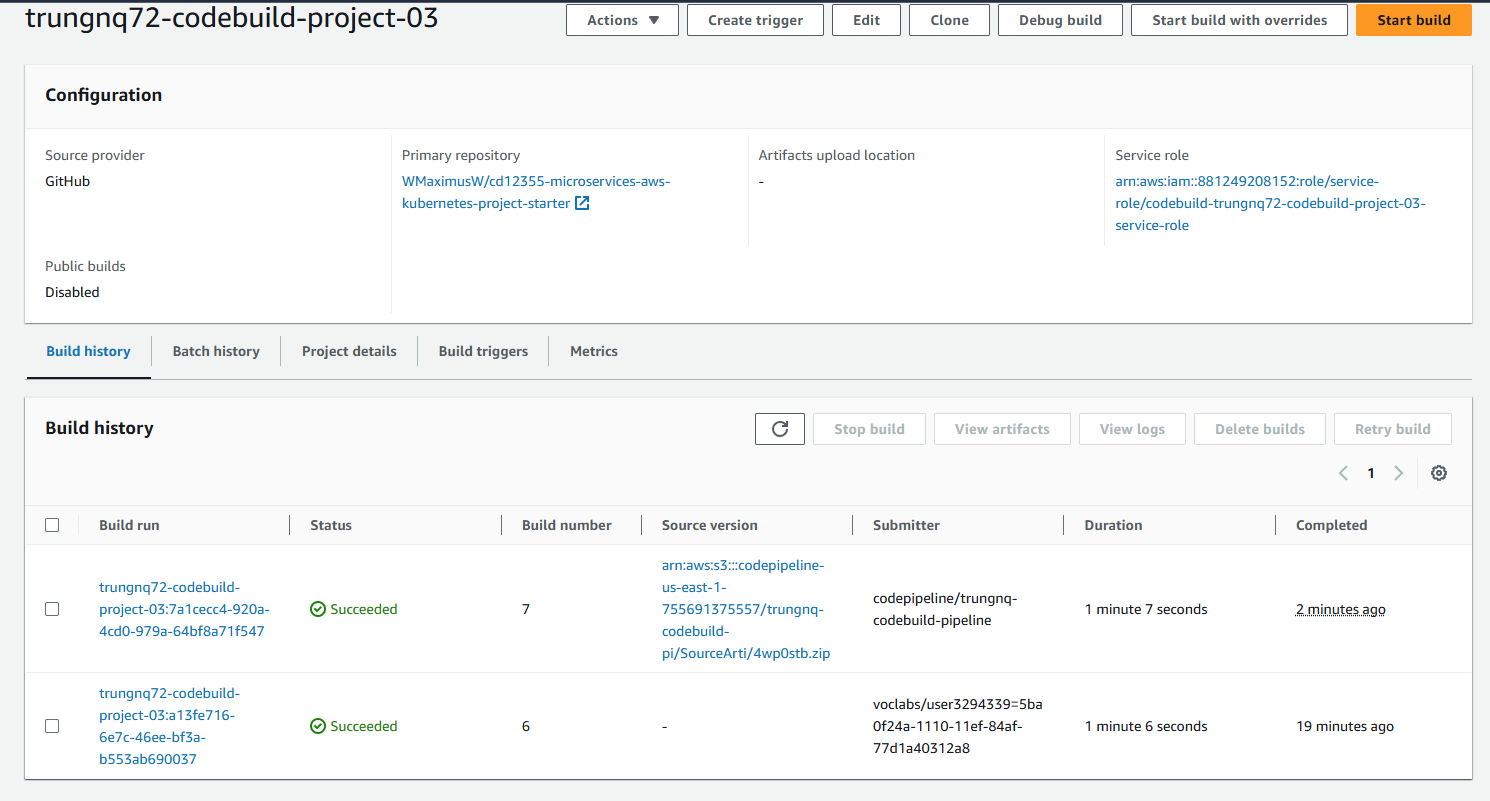 trungnq72-codebuild-project-03
Actions
Create trigger
Edit
Clone
Debug build
Start build with overrides
Start build
Configuration
Source provider
GitHub
Primary repository
WMaximusW/cd12355-microservices-aws-
kubernetes-project-starter
Artifacts upload location
-
Service role
arn:aws:iam::881249208152:role/service-
role/codebuild-trungnq72-codebuild-project-03-
service-role
Public builds
Disabled
Build history
Batch history
Project details
Build triggers
Metrics
Build history
Stop build
View artifacts
View logs
Delete builds
Retry build
1
Build run
Status
Build number
Source version
Submitter
Duration
Completed
trungnq72-codebuild-
project-03:7a1cecc4-920a-
4cd0-979a-64bf8a71f547
Succeeded
7
arn:aws:s3:::codepipeline-
us-east-1-
755691375557/trungnq-
codebuild-
pi/SourceArti/4wp0stb.zip
codepipeline/trungnq-
codebuild-pipeline
1 minute 7 seconds
2 minutes ago
trungnq72-codebuild-
project-03:a13fe716-
6e7c-46ee-bf3a-
b553ab690037
Succeeded
6
-
voclabs/user3294339=5ba
0f24a-1110-11ef-84af-
77d1a40312a8
1 minute 6 seconds
19 minutes ago